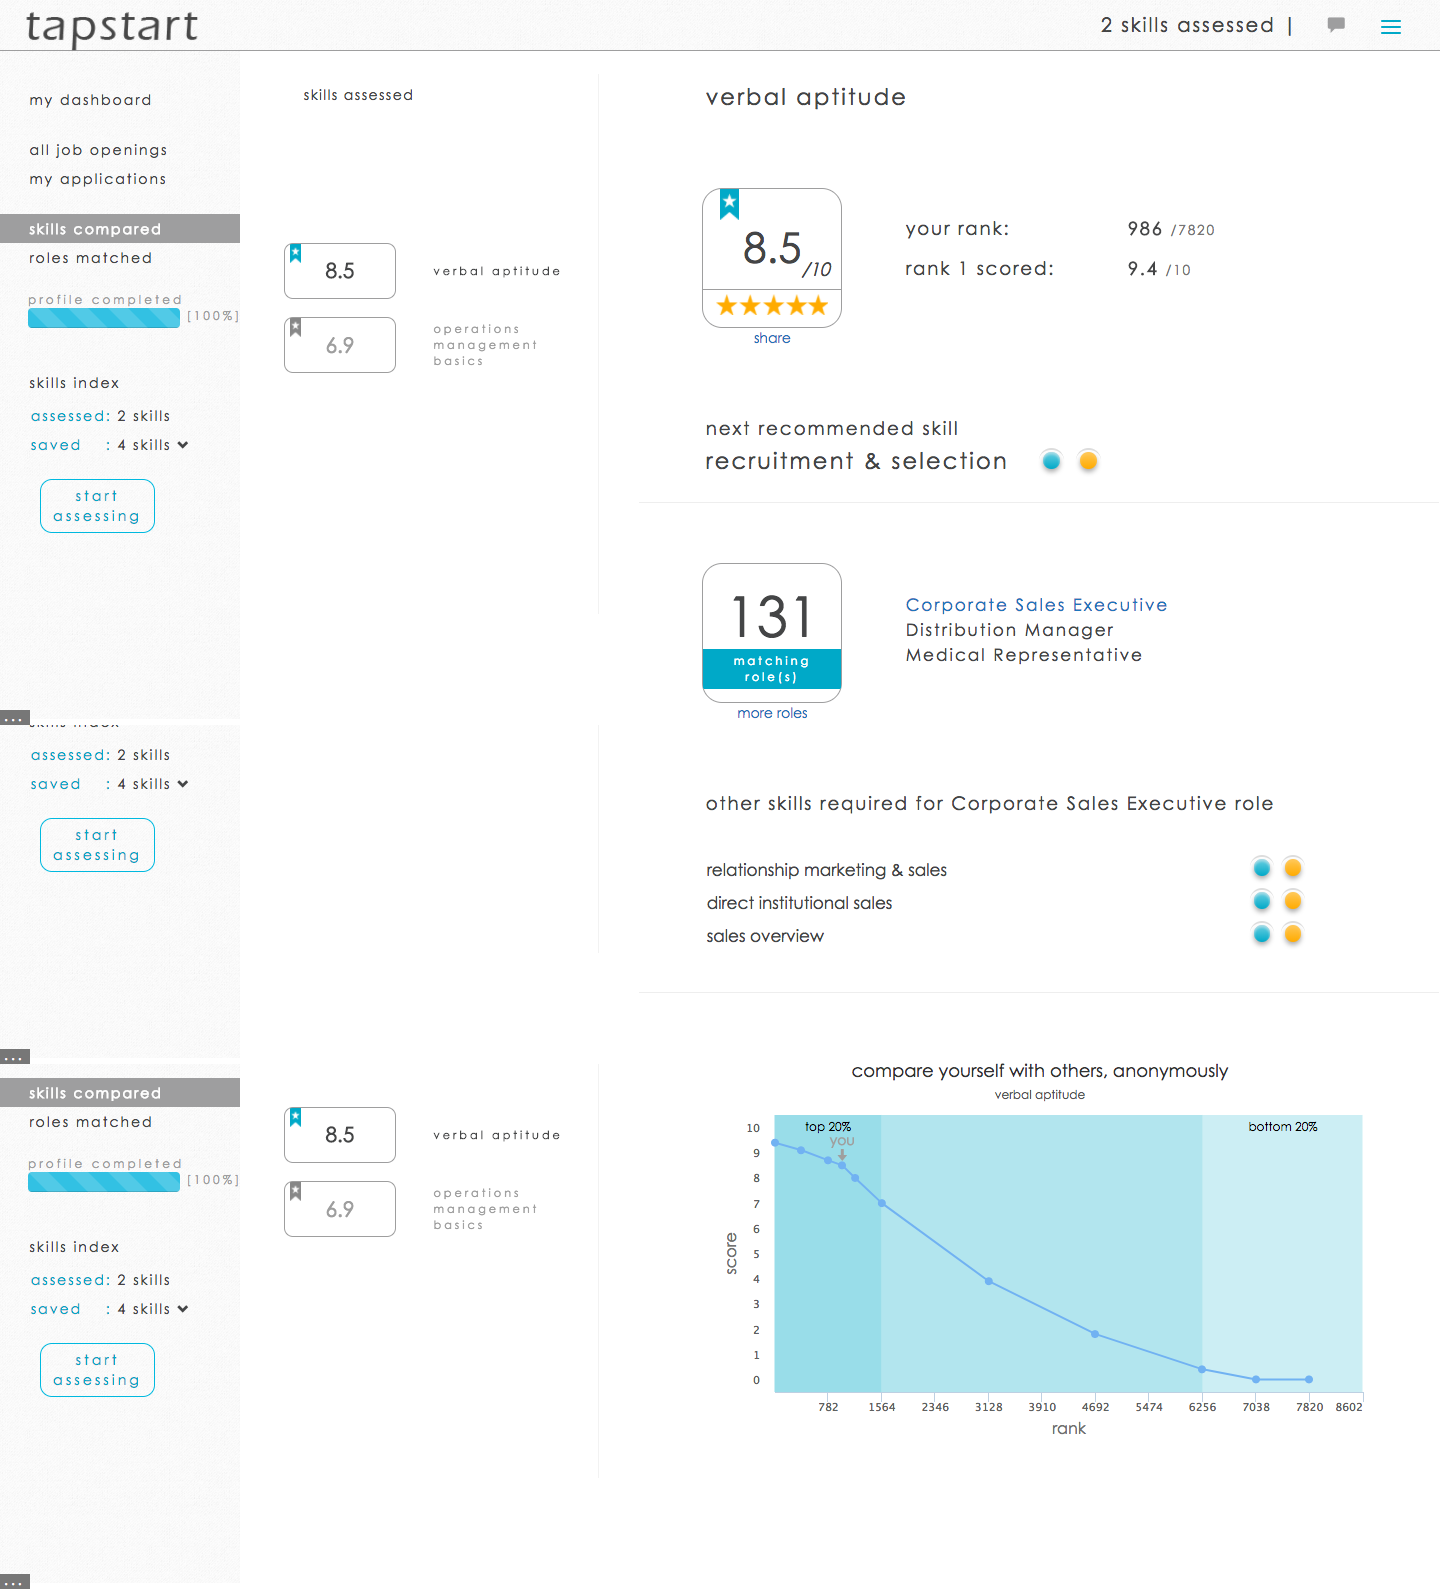 tapstart
2 skills assessed |
my dashboard
all job openings
my applications
skills compared
roles matched
profile completed
[100%]
skills index
assessed: 2 skills
saved : 4 skills
start
assessing
...
skills assessed
8.5
verbal aptitude
6.9
operations
management
basics
verbal aptitude
8.5
/10
share
your rank: 986 /7820
rank 1 scored: 9.4 /10
next recommended skill
recruitment & selection
131
matching
role(s)
more roles
Corporate Sales Executive
Distribution Manager
Medical Representative
skills index
assessed: 2 skills
saved : 4 skills
start
assessing
...
other skills required for Corporate Sales Executive role
relationship marketing & sales
direct institutional sales
sales overview
skills compared
roles matched
profile completed
[100%]
skills index
assessed: 2 skills
saved : 4 skills
start
assessing
...
8.5
verbal aptitude
6.9
operations
management
basics
compare yourself with others, anonymously
verbal aptitude
top 20%
you
bottom 20%
score
10
9
8
7
6
5
4
3
2
1
0
782 1564 2346 3128 3910 4692 5474 6256 7038 7820 8602
rank